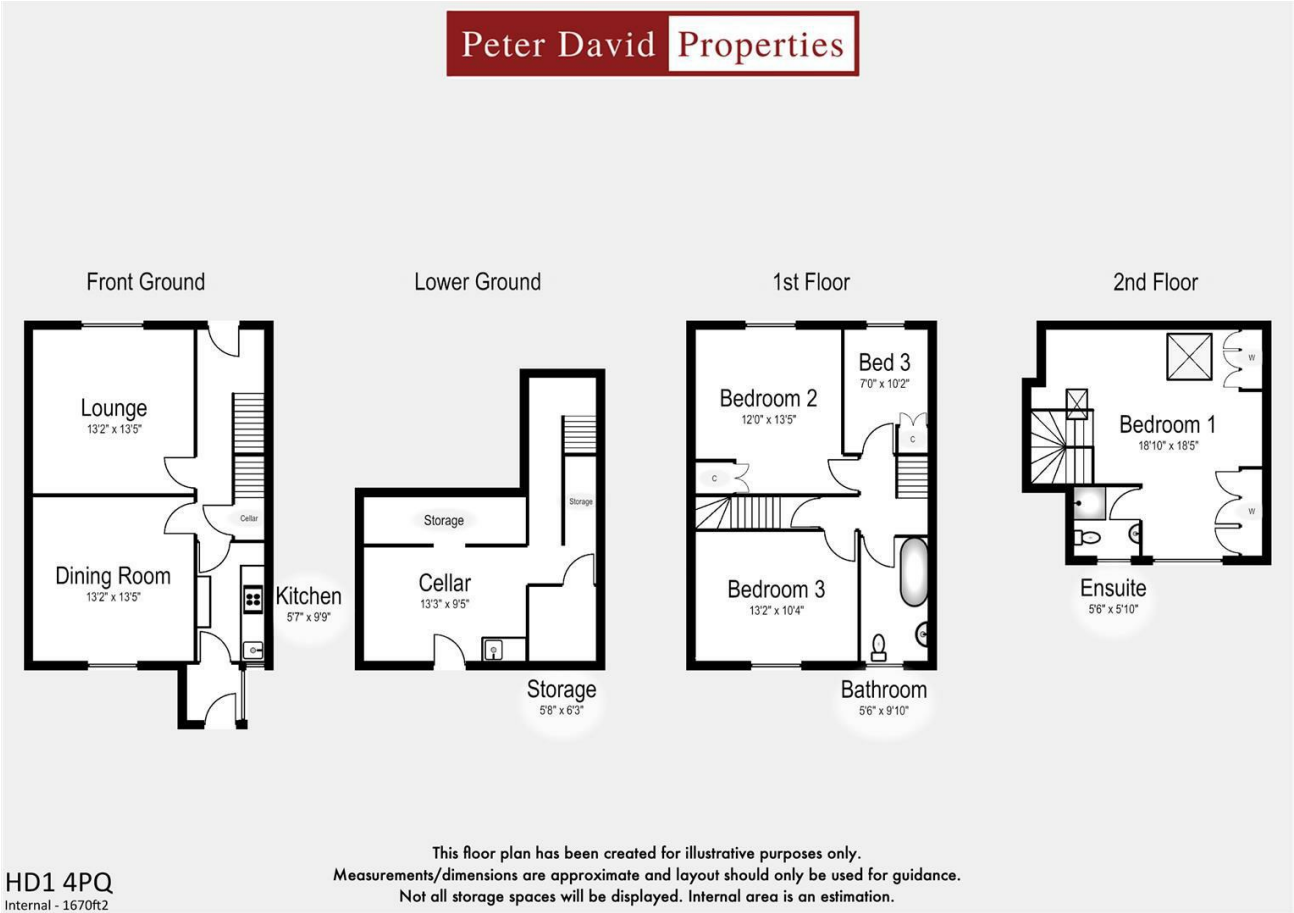 Peter David Properties
Front Ground
Lower Ground
1st Floor
2nd Floor
Lounge
13'2" x 13'5"
Cellar
Dining Room
13'2" x 13'5"
Kitchen
5'7" x 9'9"
Storage
Storage
Cellar
13'3" x 9'5"
Storage
5'8" x 6'3"
Bedroom 2
12'0" x 13'5"
Bed 3
7'0" x 10'2"
C
C
Bedroom 3
13'2" x 10'4"
Bathroom
5'6" x 9'10"
W
Bedroom 1
18'10" x 18'5"
W
Ensuite
5'6" x 5'10"
This floor plan has been created for illustrative purposes only.
Measurements/dimensions are approximate and layout should only be used for guidance.
Not all storage spaces will be displayed. Internal area is an estimation.
HD1 4PQ
Internal - 1670ft2